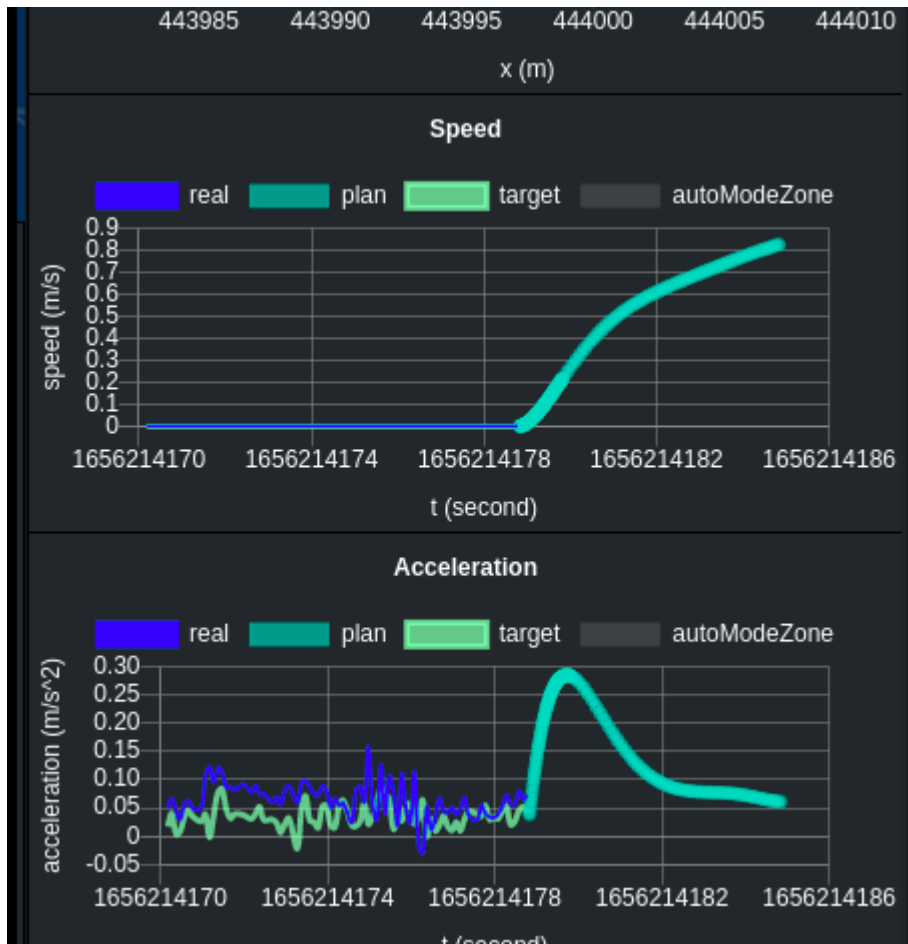 443985 443990 443995 444000 444005 444010
x (m)
Speed
real plan target autoModeZone
speed (m/s)
0.9
0.8
0.7
0.6
0.5
0.4
0.3
0.2
0.1
0
1656214170 1656214174 1656214178 1656214182 1656214186
t (second)
Acceleration
real plan target autoModeZone
acceleration (m/s^2)
0.30
0.25
0.20
0.15
0.10
0.05
0
-0.05
1656214170 1656214174 1656214178 1656214182 1656214186
t (second)